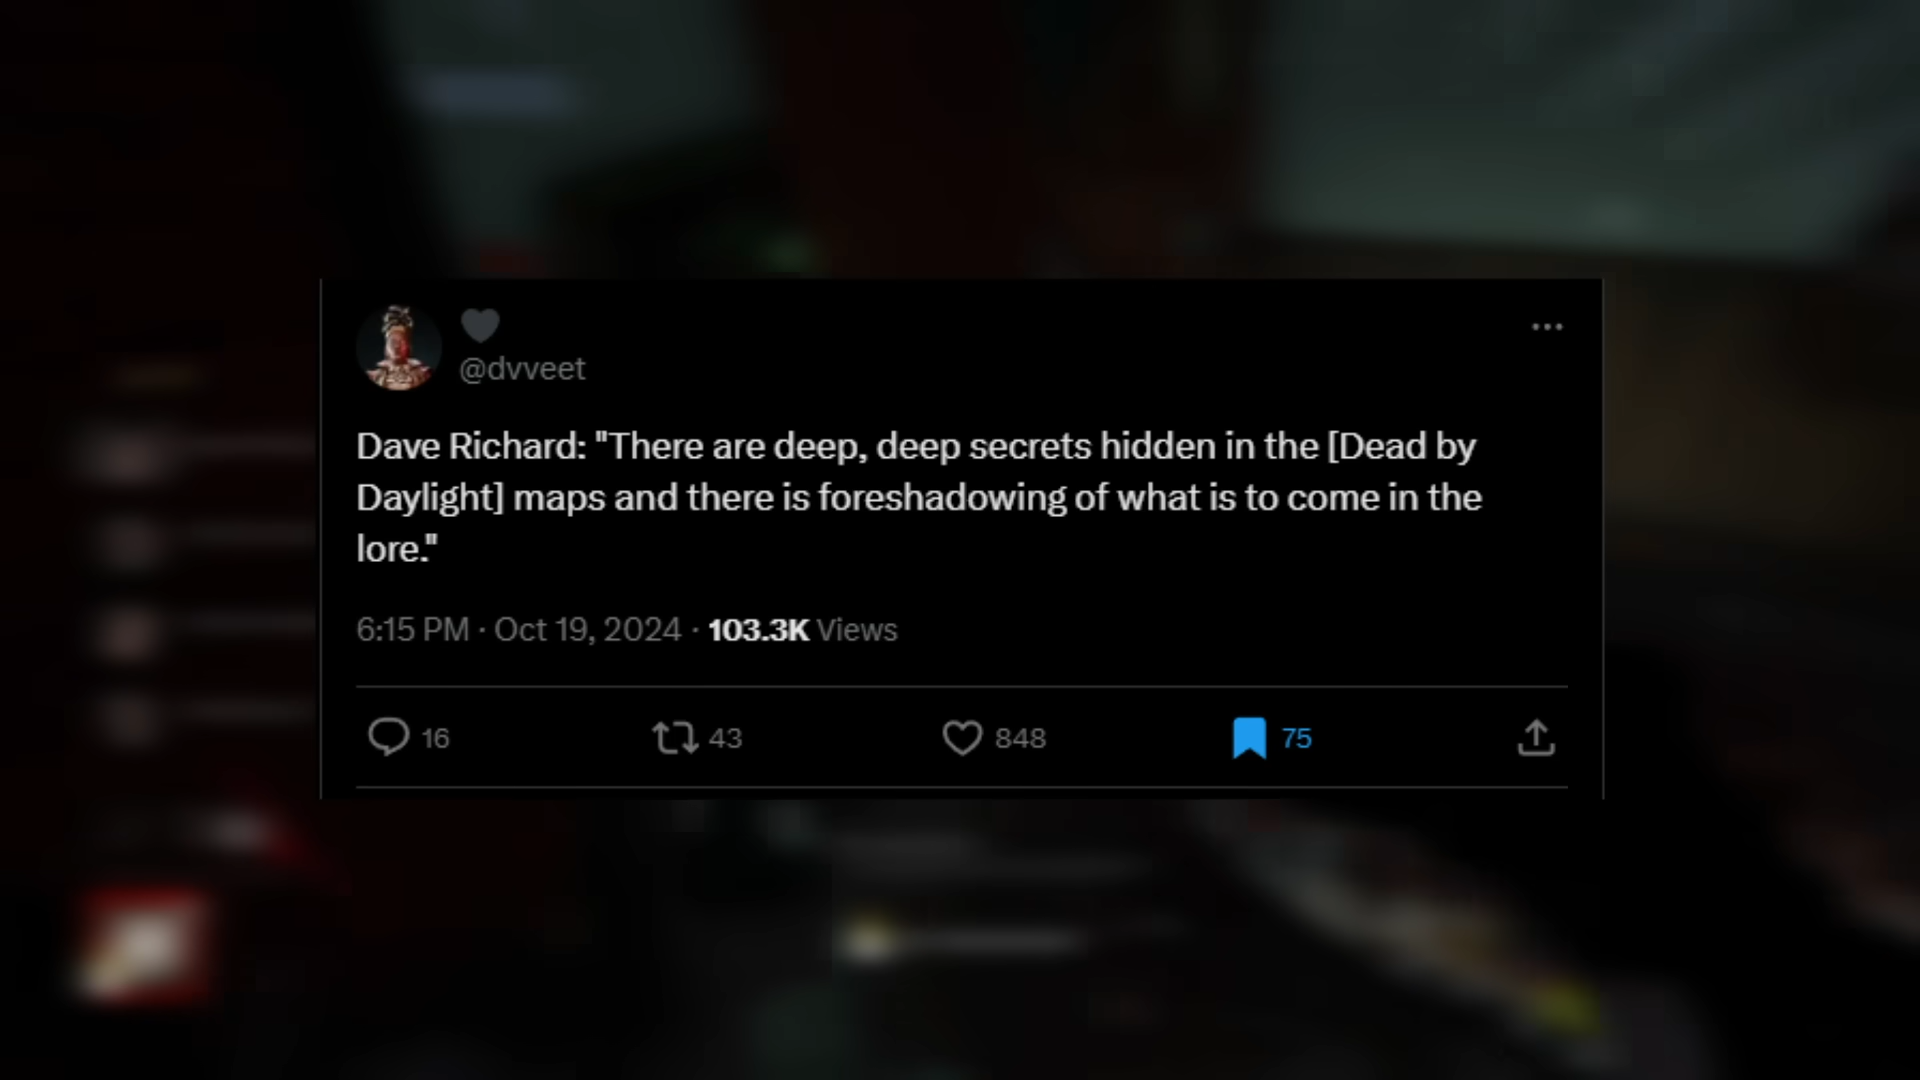 @dvveet
Dave Richard: "There are deep, deep secrets hidden in the [Dead by
Daylight] maps and there is foreshadowing of what is to come in the
lore."
6:15 PM · Oct 19, 2024 · 103.3K Views
16 43 848 75